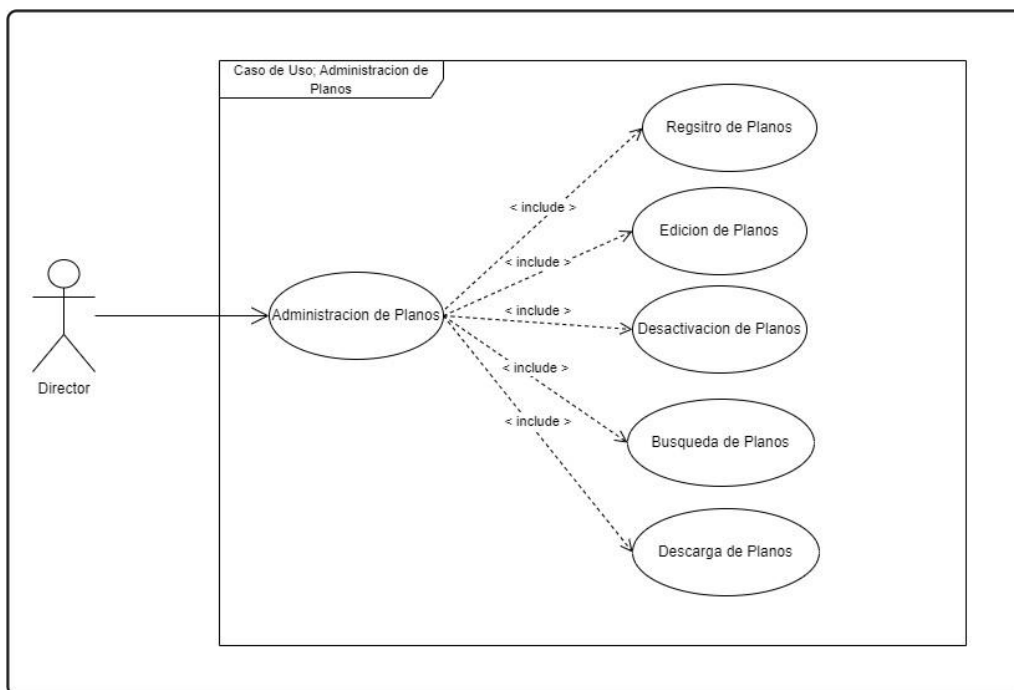 Caso de Uso; Administracion de
Planos
Regsitro de Planos
< include >
Edicion de Planos
< include >
< include >
Administracion de Planos
Desactivacion de Planos
< include >
Director
< include >
Busqueda de Planos
Descarga de Planos